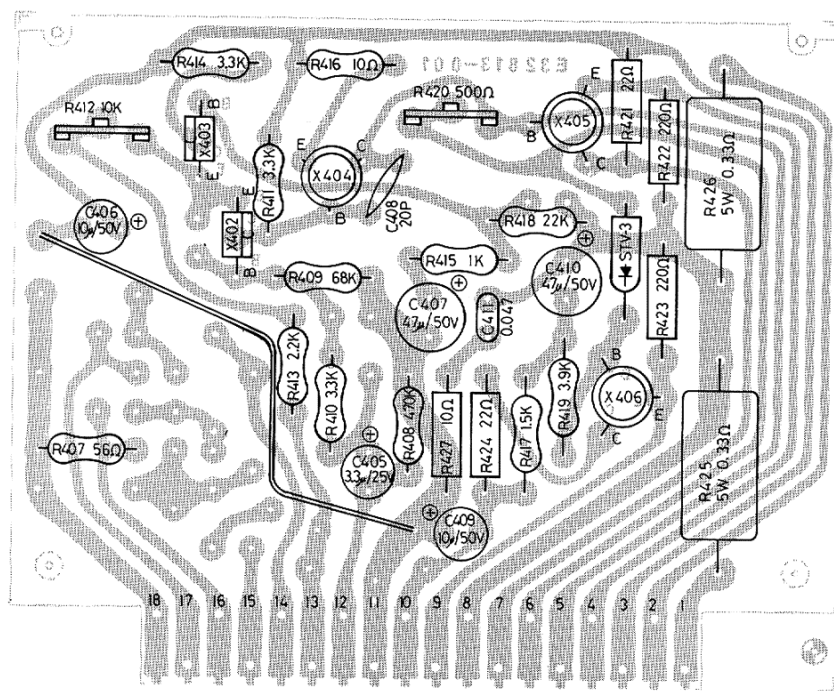 R414 3.3K
R416 10Ω
E32813-001
R412 10K
B
X403
E
R420 500Ω
E
X405
B
C
R421 22Ω
R422 220Ω
R426
5W 0.33Ω
R411 3.3K
E
C
X404
B
C408
20P
C406
10µ/50V
E
X402
C
B
R418 22K
STV-3
R415 1K
C410
47µ/50V
R409 68K
C407
47µ/50V
C411
0.047
R423 220Ω
R413 2.2K
R410 3.3K
R408 470K
R427 10Ω
R424 22Ω
R417 1.5K
R419 3.9K
B
X406
E
C
R407 56Ω
C405
3.3µ/25V
R425
5W 0.33Ω
C409
10µ/50V
18 17 16 15 14 13 12 11 10 9 8 7 6 5 4 3 2 1